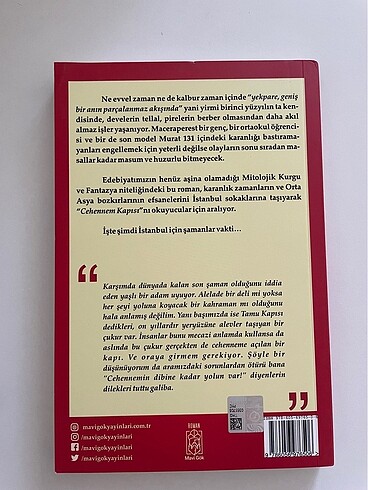 Ne evvel zaman ne de kalbur zaman içinde "yekpare, geniş
bir anın parçalanmaz akışında" yani yirmi birinci yüzyılın ta ken-
disinde, develerin tellal, pirelerin berber olmasından daha akıl
almaz işler yaşanıyor. Maceraperest bir genç, bir ortaokul öğrenci-
si ve bir de son model Murat 131 içindeki karanlığı bastırama-
yanları engellemek için yeterli değilse olayların sonu sıradan ma-
sallar kadar masum ve huzurlu bitmeyecek.
Edebiyatımızın henüz aşina olamadığı Mitolojik Kurgu
ve Fantazya niteliğindeki bu roman, karanlık zamanların ve Orta
Asya bozkırlarının efsanelerini İstanbul sokaklarına taşıyarak
"Cehennem Kapısı"nı okuyucular için aralıyor.
İşte şimdi İstanbul için şamanlar vakti...
“
Karşımda dünyada kalan son şaman olduğunu iddia
eden yaşlı bir adam uyuyor. Alelade bir deli mi yoksa
her şeyi yoluna koyacak bir kahraman mı olduğunu
hala anlamış değilim. Yanı başımızda ise Tamu Kapısı
dedikleri, on yıllardır yeryüzüne alevler taşıyan bir
çukur var. İnsanlar bunu mecazi anlamda kullansa da
aslında bu çukur gerçekten de cehenneme açılan bir
kapı. Ve oraya girmem gerekiyor. Şöyle bir
düşünüyorum da aramızdaki sorunlardan ötürü bana
"Cehennemin dibine kadar yolun var!" diyenlerin
dilekleri tuttu galiba.
”
mavigokyayinlari.com.tr
mavigokyayinlari
/mavigokyayinlari
mavigokyayinlari
ROMAN
Mavi Gök